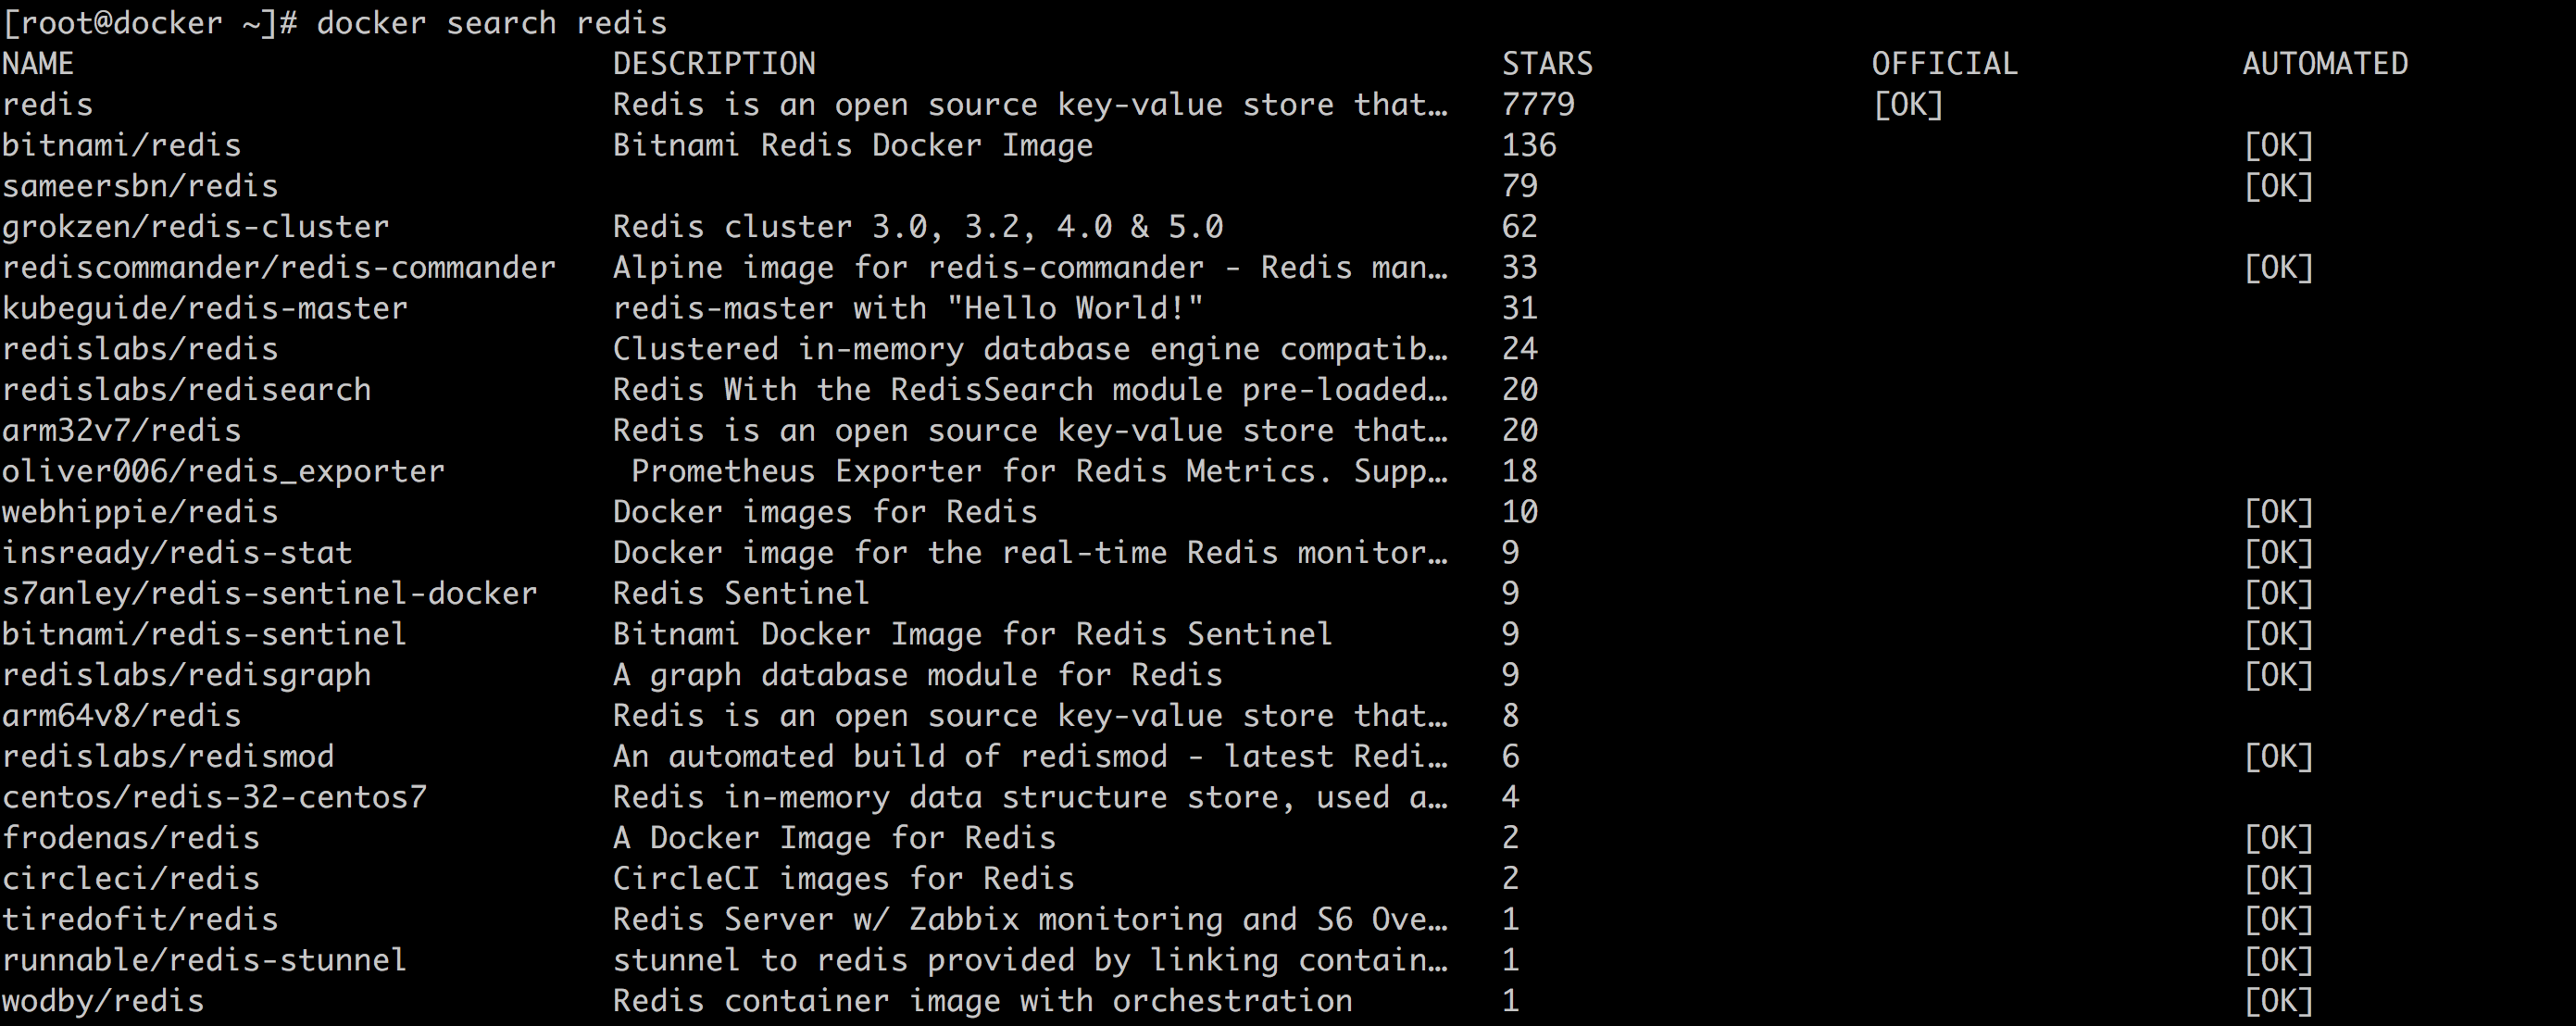 [root@docker ~]# docker search redis
NAME DESCRIPTION STARS OFFICIAL AUTOMATED
redis Redis is an open source key-value store that… 7779 [OK]
bitnami/redis Bitnami Redis Docker Image 136 [OK]
sameersbn/redis 79 [OK]
grokzen/redis-cluster Redis cluster 3.0, 3.2, 4.0 & 5.0 62
rediscommander/redis-commander Alpine image for redis-commander - Redis man… 33 [OK]
kubeguide/redis-master redis-master with "Hello World!" 31
redislabs/redis Clustered in-memory database engine compatib… 24
redislabs/redisearch Redis With the RedisSearch module pre-loaded… 20
arm32v7/redis Redis is an open source key-value store that… 20
oliver006/redis_exporter Prometheus Exporter for Redis Metrics. Supp… 18
webhippie/redis Docker images for Redis 10 [OK]
insready/redis-stat Docker image for the real-time Redis monitor… 9 [OK]
s7anley/redis-sentinel-docker Redis Sentinel 9 [OK]
bitnami/redis-sentinel Bitnami Docker Image for Redis Sentinel 9 [OK]
redislabs/redisgraph A graph database module for Redis 9 [OK]
arm64v8/redis Redis is an open source key-value store that… 8
redislabs/redismod An automated build of redismod - latest Redi… 6 [OK]
centos/redis-32-centos7 Redis in-memory data structure store, used a… 4
frodenas/redis A Docker Image for Redis 2 [OK]
circleci/redis CircleCI images for Redis 2 [OK]
tiredofit/redis Redis Server w/ Zabbix monitoring and S6 Ove… 1 [OK]
runnable/redis-stunnel stunnel to redis provided by linking contain… 1 [OK]
wodby/redis Redis container image with orchestration 1 [OK]